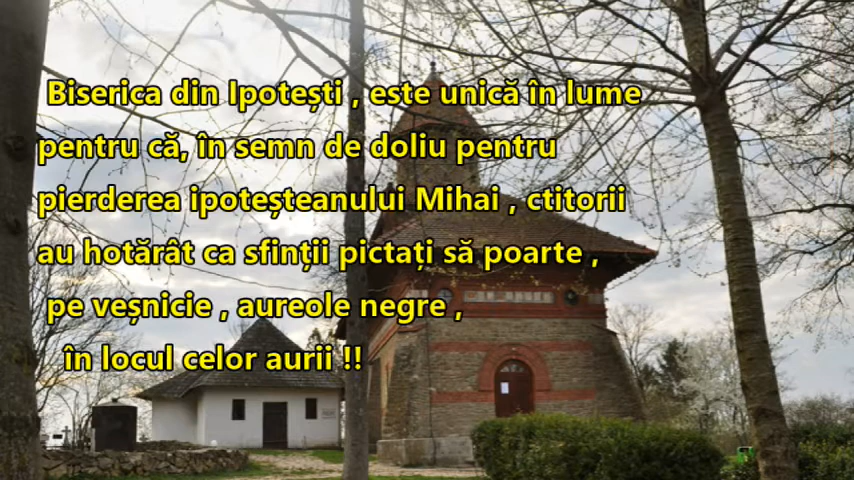 Biserica din Ipotești , este unică în lume
pentru că, în semn de doliu pentru
pierderea ipoteșteanului Mihai , ctitorii
au hotărât ca sfinții pictați să poarte ,
pe veșnicie , aureole negre ,
în locul celor aurii !!